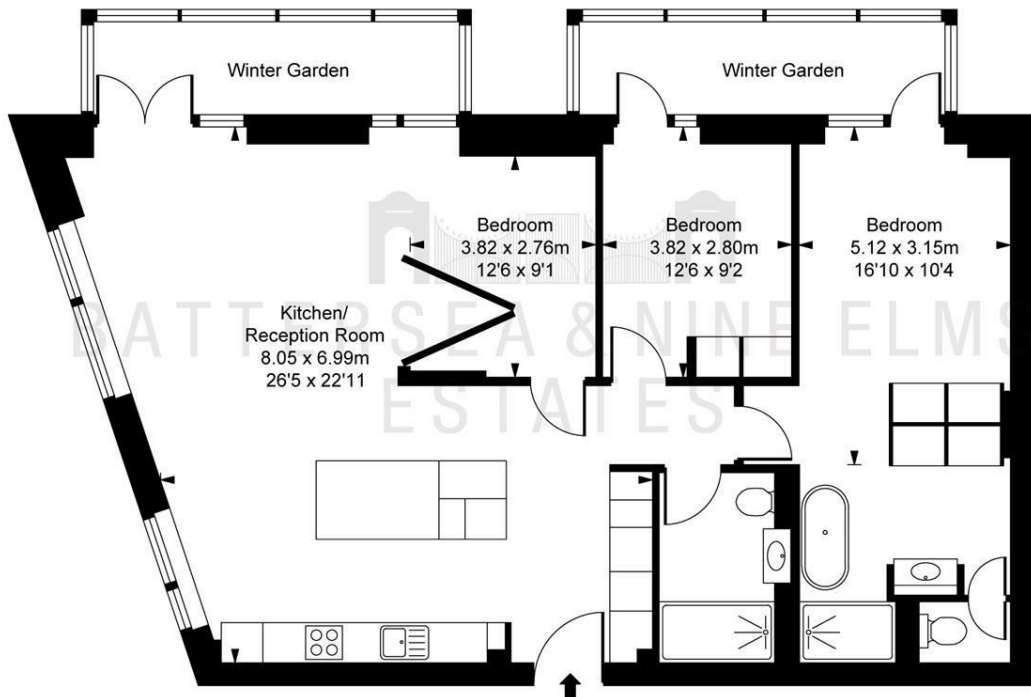 Winter Garden
Winter Garden
Bedroom
3.82 x 2.76m
12'6 x 9'1
Bedroom
3.82 x 2.80m
12'6 x 9'2
Bedroom
5.12 x 3.15m
16'10 x 10'4
Kitchen/
Reception Room
8.05 x 6.99m
26'5 x 22'11
BATTERSEA & NINE ELMS
ESTATES